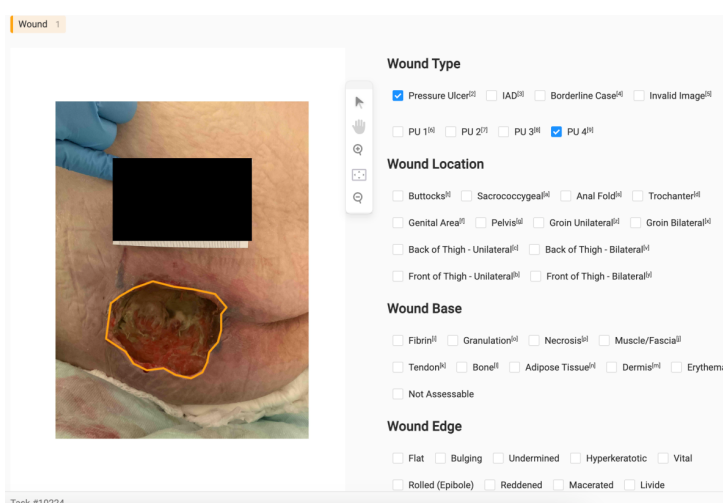 Wound 1
Wound Type
Pressure Ulcer[2] IAD[3] Borderline Case[4] Invalid Image[5]
PU 1[6] PU 2[7] PU 3[8] PU 4[9]
Wound Location
Buttocks[t] Sacrococcygeal[a] Anal Fold[s] Trochanter[d]
Genital Area[f] Pelvis[g] Groin Unilateral[z] Groin Bilateral[x]
Back of Thigh - Unilateral[c] Back of Thigh - Bilateral[v]
Front of Thigh - Unilateral[b] Front of Thigh - Bilateral[y]
Wound Base
Fibrin[i] Granulation[o] Necrosis[p] Muscle/Fascia[j]
Tendon[k] Bone[l] Adipose Tissue[n] Dermis[m] Erythema
Not Assessable
Wound Edge
Flat Bulging Undermined Hyperkeratotic Vital
Rolled (Epibole) Reddened Macerated Livide